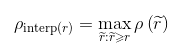 ρ_interp(r) = max_{r̃:r̃⩾r} ρ (r̃)